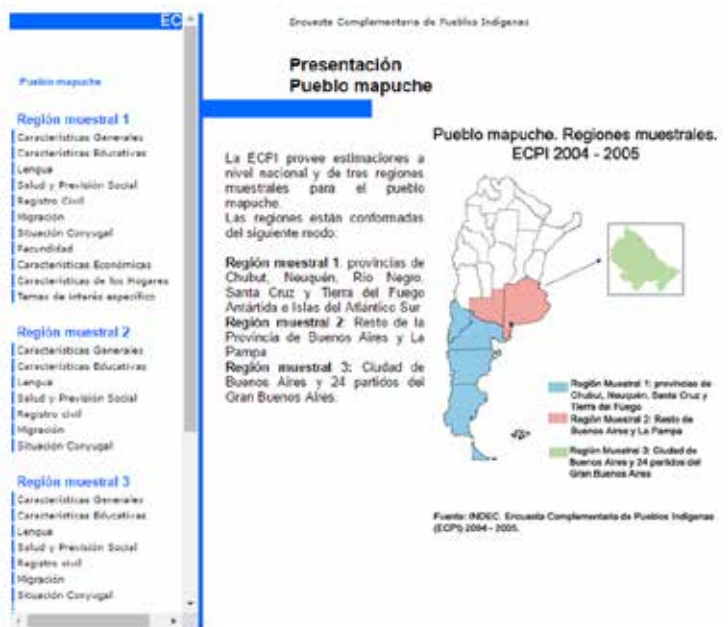 EC
Pueblo mapuche
Región muestral 1
Características Generales
Características Educativas
Lengua
Salud y Previsión Social
Registro Civil
Migración
Situación Conyugal
Fecundidad
Características Económicas
Características de los Hogares
Temas de interés específico
Región muestral 2
Características Generales
Características Educativas
Lengua
Salud y Previsión Social
Registro civil
Migración
Situación Conyugal
Región muestral 3
Características Generales
Características Educativas
Lengua
Salud y Previsión Social
Registro civil
Migración
Situación Conyugal
Encuesta Complementaria de Pueblos Indígenas
Presentación
Pueblo mapuche
La ECPI provee estimaciones a
nivel nacional y de tres regiones
muestrales para el pueblo
mapuche.
Las regiones están conformadas
del siguiente modo:
Región muestral 1: provincias de
Chubut, Neuquén, Río Negro,
Santa Cruz y Tierra del Fuego
Antártida e Islas del Atlántico Sur
Región muestral 2: Resto de la
Provincia de Buenos Aires y La
Pampa
Región muestral 3: Ciudad de
Buenos Aires y 24 partidos del
Gran Buenos Aires.
Pueblo mapuche. Regiones muestrales.
ECPI 2004 - 2005
Región Muestral 1: provincias de
Chubut, Neuquén, Santa Cruz y
Tierra del Fuego
Región Muestral 2: Resto de
Buenos Aires y La Pampa
Región Muestral 3: Ciudad de
Buenos Aires y 24 partidos del
Gran Buenos Aires
Fuente: INDEC. Encuesta Complementaria de Pueblos Indígenas
(ECPI) 2004 - 2005.